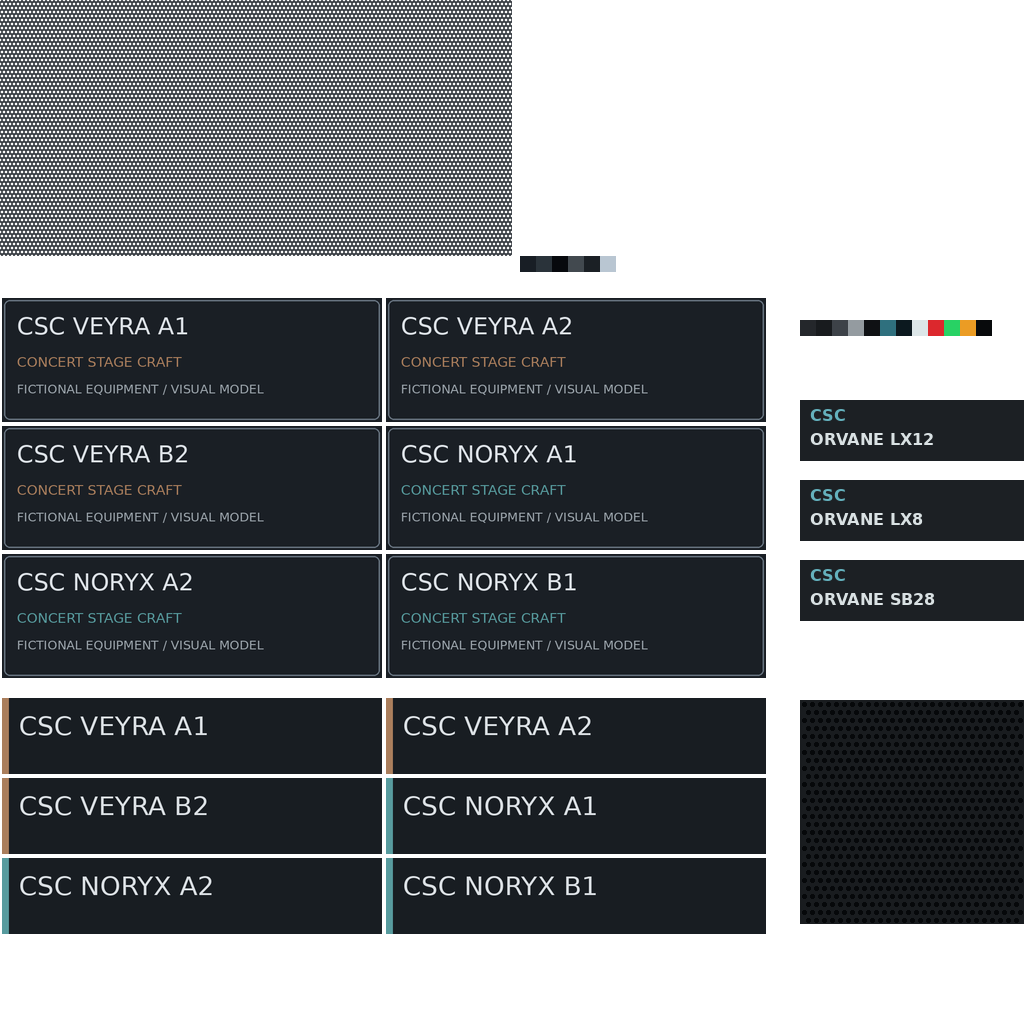 CSC VEYRA A1
CONCERT STAGE CRAFT
FICTIONAL EQUIPMENT / VISUAL MODEL
CSC VEYRA A2
CONCERT STAGE CRAFT
FICTIONAL EQUIPMENT / VISUAL MODEL
CSC VEYRA B2
CONCERT STAGE CRAFT
FICTIONAL EQUIPMENT / VISUAL MODEL
CSC NORYX A1
CONCERT STAGE CRAFT
FICTIONAL EQUIPMENT / VISUAL MODEL
CSC NORYX A2
CONCERT STAGE CRAFT
FICTIONAL EQUIPMENT / VISUAL MODEL
CSC NORYX B1
CONCERT STAGE CRAFT
FICTIONAL EQUIPMENT / VISUAL MODEL
CSC
ORVANE LX12
CSC
ORVANE LX8
CSC
ORVANE SB28
CSC VEYRA A1
CSC VEYRA A2
CSC VEYRA B2
CSC NORYX A1
CSC NORYX A2
CSC NORYX B1